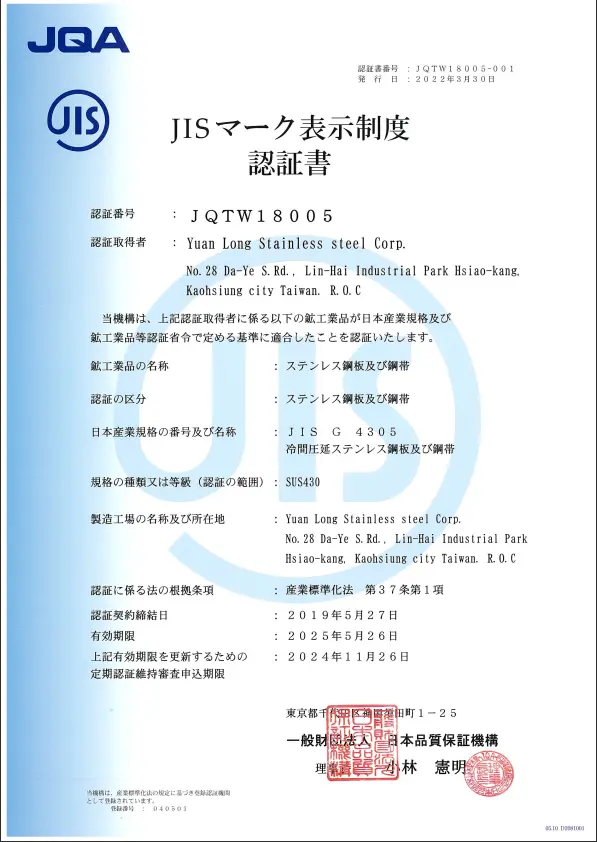 JQA
認証書番号 ： ＪＱＴＷ１８００５-００１
発 行 日 ： ２０２２年３月３０日
JIS
JISマーク表示制度
認証書
認証番号 ： ＪＱＴＷ１８００５
認証取得者 ： Yuan Long Stainless steel Corp.
No.28 Da-Ye S.Rd., Lin-Hai Industrial Park Hsiao-kang,
Kaohsiung city Taiwan. R.O.C
当機構は、上記認証取得者に係る以下の鉱工業品が日本産業規格及び
鉱工業品等認証省令で定める基準に適合したことを認証いたします。
鉱工業品の名称 ： ステンレス鋼板及び鋼帯
認証の区分 ： ステンレス鋼板及び鋼帯
日本産業規格の番号及び名称 ： ＪＩＳ Ｇ ４３０５
冷間圧延ステンレス鋼板及び鋼帯
規格の種類又は等級（認証の範囲） ： SUS430
製造工場の名称及び所在地 ： Yuan Long Stainless steel Corp.
No.28 Da-Ye S.Rd., Lin-Hai Industrial Park
Hsiao-kang, Kaohsiung city Taiwan. R.O.C
認証に係る法の根拠条項 ： 産業標準化法 第３７条第１項
認証契約締結日 ： ２０１９年５月２７日
有効期限 ： ２０２５年５月２６日
上記有効期限を更新するための ： ２０２４年１１月２６日
定期認証維持審査申込期限
東京都千代田区神田須田町１－２５
一般財団法人 日本品質保証機構
理事長 小林 憲明
当機構は、産業標準化法の規定に基づき登録認証機関
として登録されています。
登録番号 ： ０４０５０１